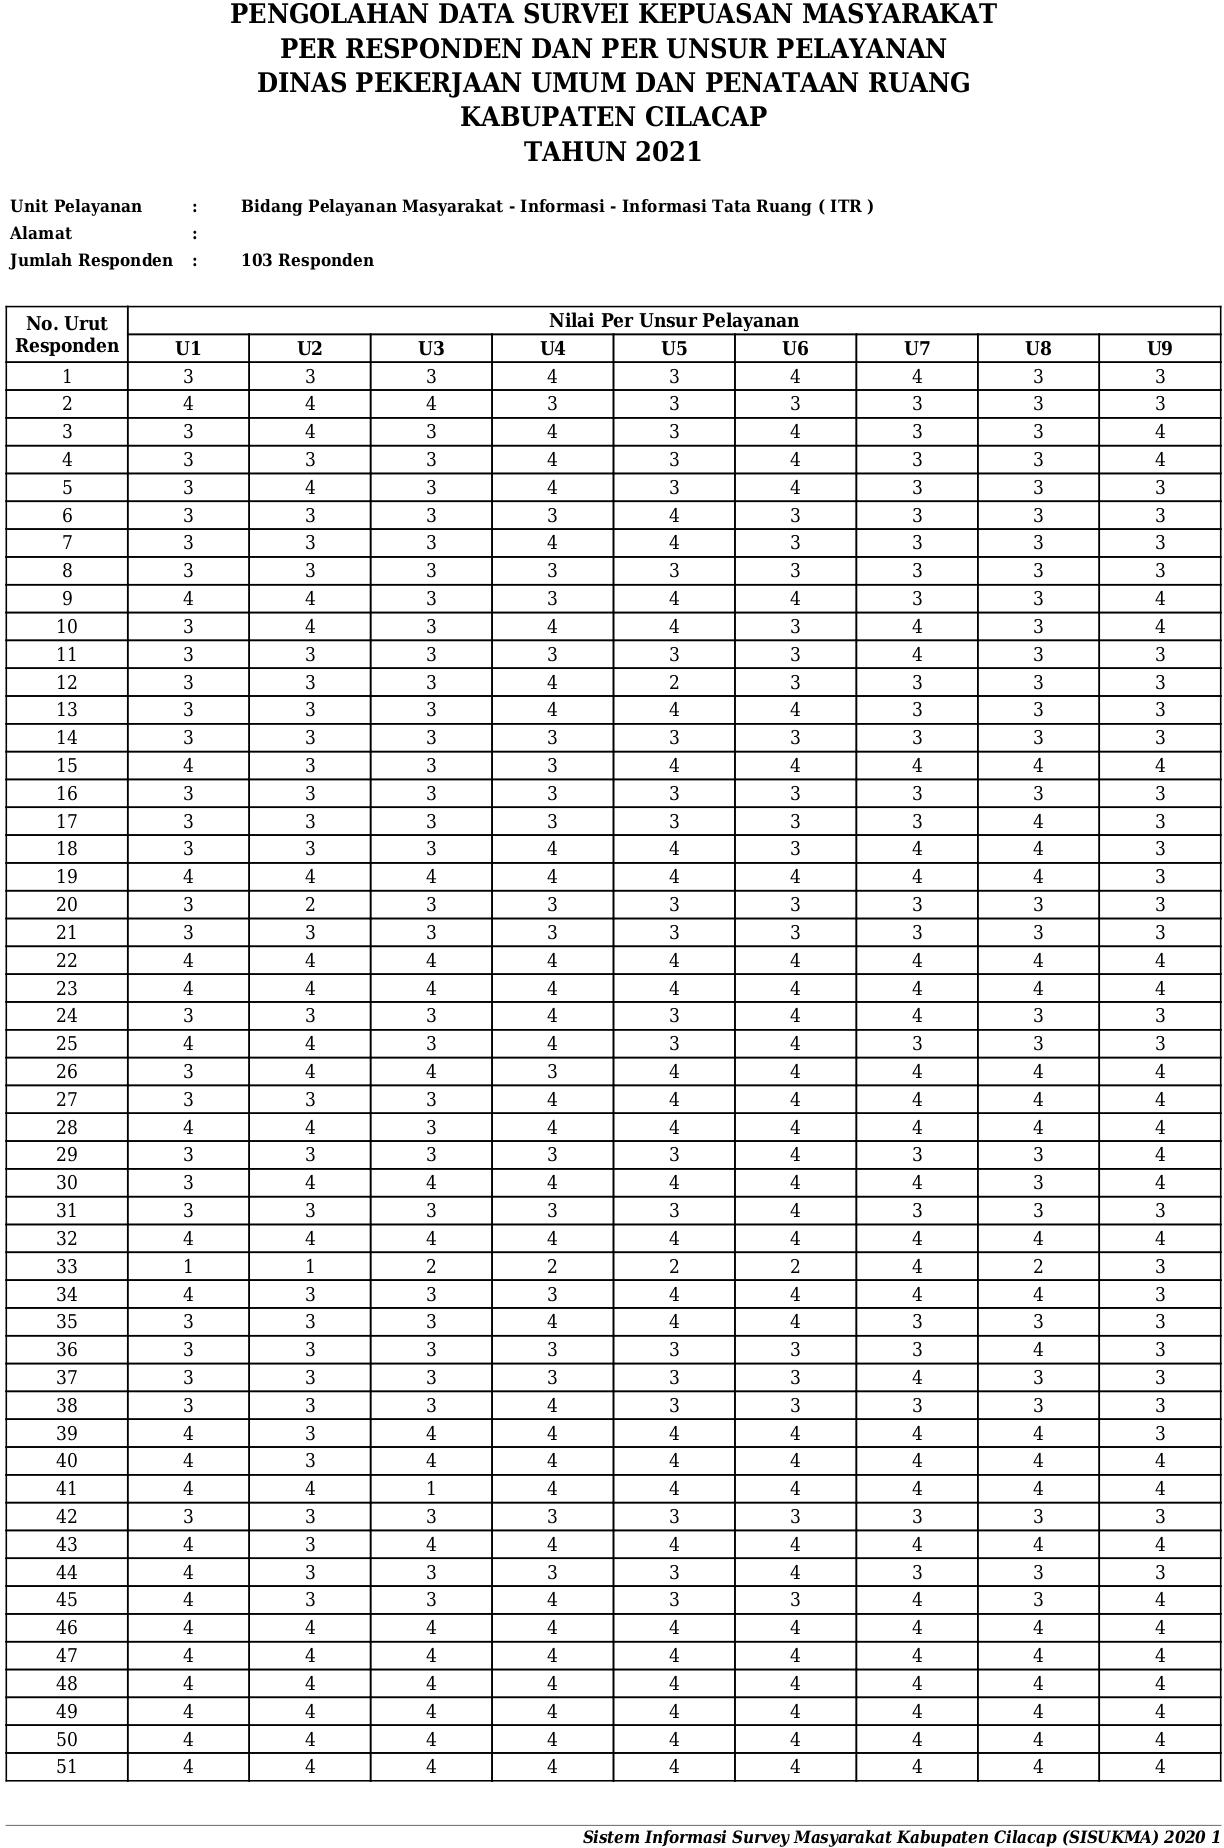 PENGOLAHAN DATA SURVEI KEPUASAN MASYARAKAT
PER RESPONDEN DAN PER UNSUR PELAYANAN
DINAS PEKERJAAN UMUM DAN PENATAAN RUANG
KABUPATEN CILACAP
TAHUN 2021
Unit Pelayanan : Bidang Pelayanan Masyarakat - Informasi - Informasi Tata Ruang ( ITR )
Alamat :
Jumlah Responden : 103 Responden
No. Urut Responden Nilai Per Unsur Pelayanan
U1 U2 U3 U4 U5 U6 U7 U8 U9
1 3 3 3 4 3 4 4 3 3
2 4 4 4 3 3 3 3 3 3
3 3 4 3 4 3 4 3 3 4
4 3 3 3 4 3 4 3 3 4
5 3 4 3 4 3 4 3 3 3
6 3 3 3 3 4 3 3 3 3
7 3 3 3 4 4 3 3 3 3
8 3 3 3 3 3 3 3 3 3
9 4 4 3 3 4 4 3 3 4
10 3 4 3 4 4 3 4 3 4
11 3 3 3 3 3 3 4 3 3
12 3 3 3 4 2 3 3 3 3
13 3 3 3 4 4 4 3 3 3
14 3 3 3 3 3 3 3 3 3
15 4 3 3 3 4 4 4 4 4
16 3 3 3 3 3 3 3 3 3
17 3 3 3 3 3 3 3 4 3
18 3 3 3 4 4 3 4 4 3
19 4 4 4 4 4 4 4 4 3
20 3 2 3 3 3 3 3 3 3
21 3 3 3 3 3 3 3 3 3
22 4 4 4 4 4 4 4 4 4
23 4 4 4 4 4 4 4 4 4
24 3 3 3 4 3 4 4 3 3
25 4 4 3 4 3 4 3 3 3
26 3 4 4 3 4 4 4 4 4
27 3 3 3 4 4 4 4 4 4
28 4 4 3 4 4 4 4 4 4
29 3 3 3 3 3 4 3 3 4
30 3 4 4 4 4 4 4 3 4
31 3 3 3 3 3 4 3 3 3
32 4 4 4 4 4 4 4 4 4
33 1 1 2 2 2 2 4 2 3
34 4 3 3 3 4 4 4 4 3
35 3 3 3 4 4 4 3 3 3
36 3 3 3 3 3 3 3 4 3
37 3 3 3 3 3 3 4 3 3
38 3 3 3 4 3 3 3 3 3
39 4 3 4 4 4 4 4 4 3
40 4 3 4 4 4 4 4 4 4
41 4 4 1 4 4 4 4 4 4
42 3 3 3 3 3 3 3 3 3
43 4 3 4 4 4 4 4 4 4
44 4 3 3 3 3 4 3 3 3
45 4 3 3 4 3 3 4 3 4
46 4 4 4 4 4 4 4 4 4
47 4 4 4 4 4 4 4 4 4
48 4 4 4 4 4 4 4 4 4
49 4 4 4 4 4 4 4 4 4
50 4 4 4 4 4 4 4 4 4
51 4 4 4 4 4 4 4 4 4
Sistem Informasi Survey Masyarakat Kabupaten Cilacap (SISUKMA) 2020 1